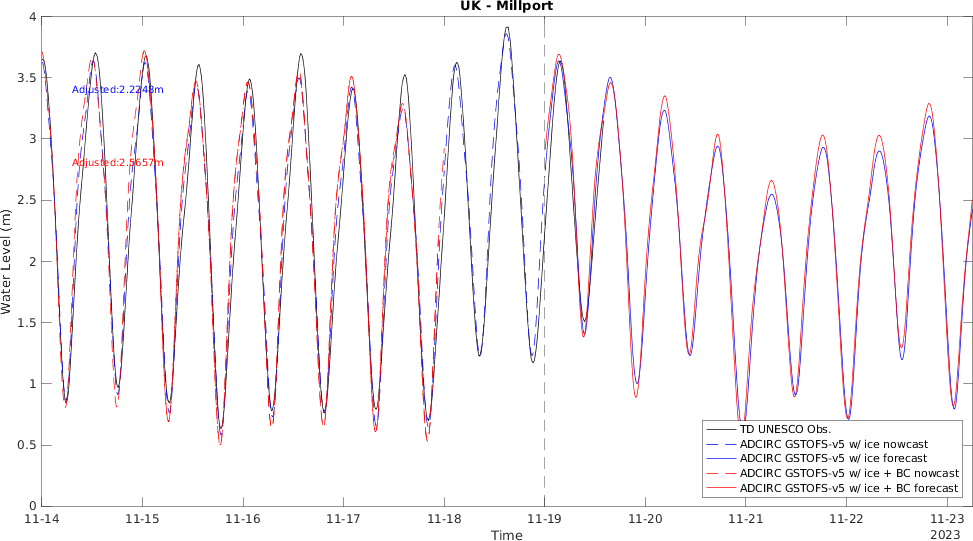 UK - Millport
Water Level (m)
4
3.5
3
2.5
2
1.5
1
0.5
0
Adjusted:2.2248m
Adjusted:2.5657m
TD UNESCO Obs.
ADCIRC GSTOFS-v5 w/ ice nowcast
ADCIRC GSTOFS-v5 w/ ice forecast
ADCIRC GSTOFS-v5 w/ ice + BC nowcast
ADCIRC GSTOFS-v5 w/ ice + BC forecast
11-14 11-15 11-16 11-17 11-18 11-19 11-20 11-21 11-22 11-23
2023
Time